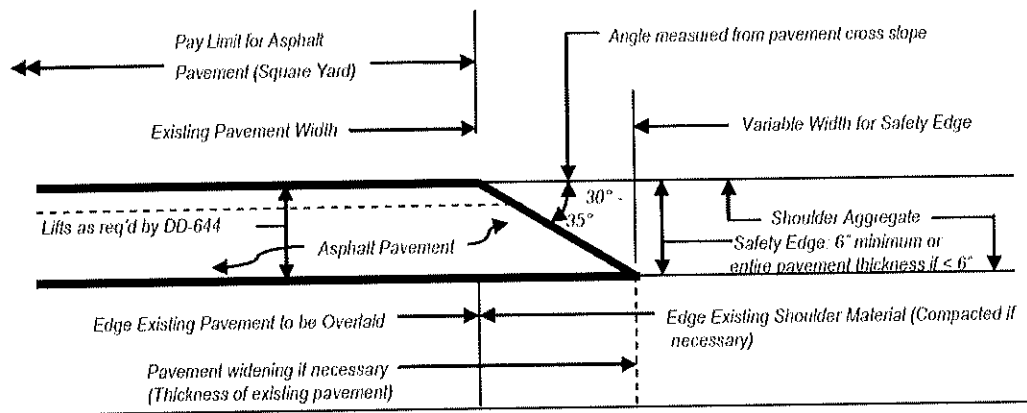 Pay Limit for Asphalt
Pavement (Square Yard)
Angle measured from pavement cross slope
Existing Pavement Width
Variable Width for Safety Edge
30° -
35°
Lifts as req'd by DD-644
Asphalt Pavement
Shoulder Aggregate
Safety Edge: 6" minimum or
entire pavement thickness if < 6"
Edge Existing Pavement to be Overlaid
Edge Existing Shoulder Material (Compacted if
necessary)
Pavement widening if necessary
(Thickness of existing pavement)